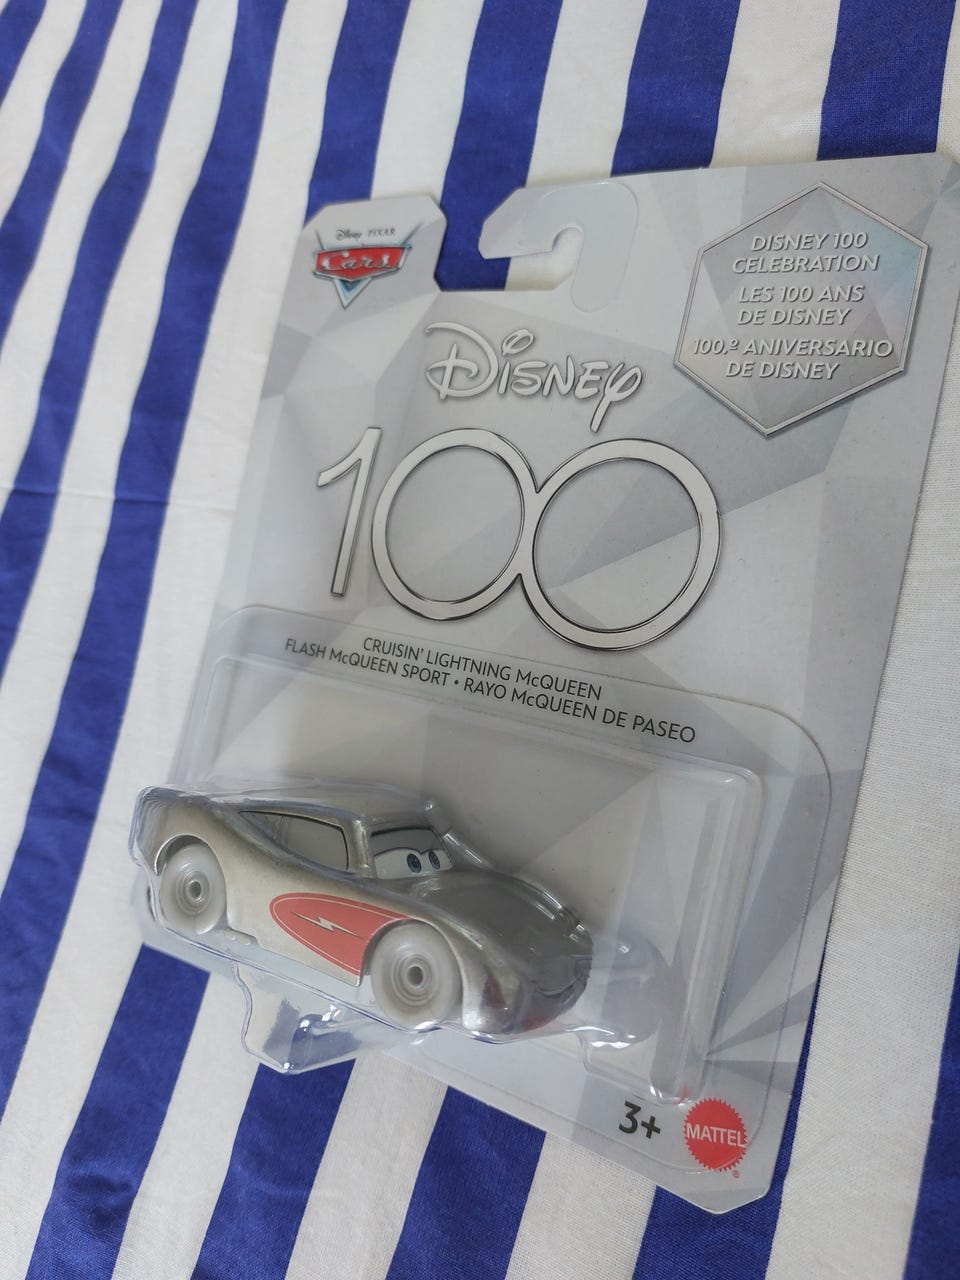 Disney PIXAR
Cars
DISNEY 100
CELEBRATION
LES 100 ANS
DE DISNEY
100.º ANIVERSARIO
DE DISNEY
Disney
100
CRUISIN' LIGHTNING McQUEEN
FLASH McQUEEN SPORT • RAYO McQUEEN DE PASEO
3+
MATTEL
®